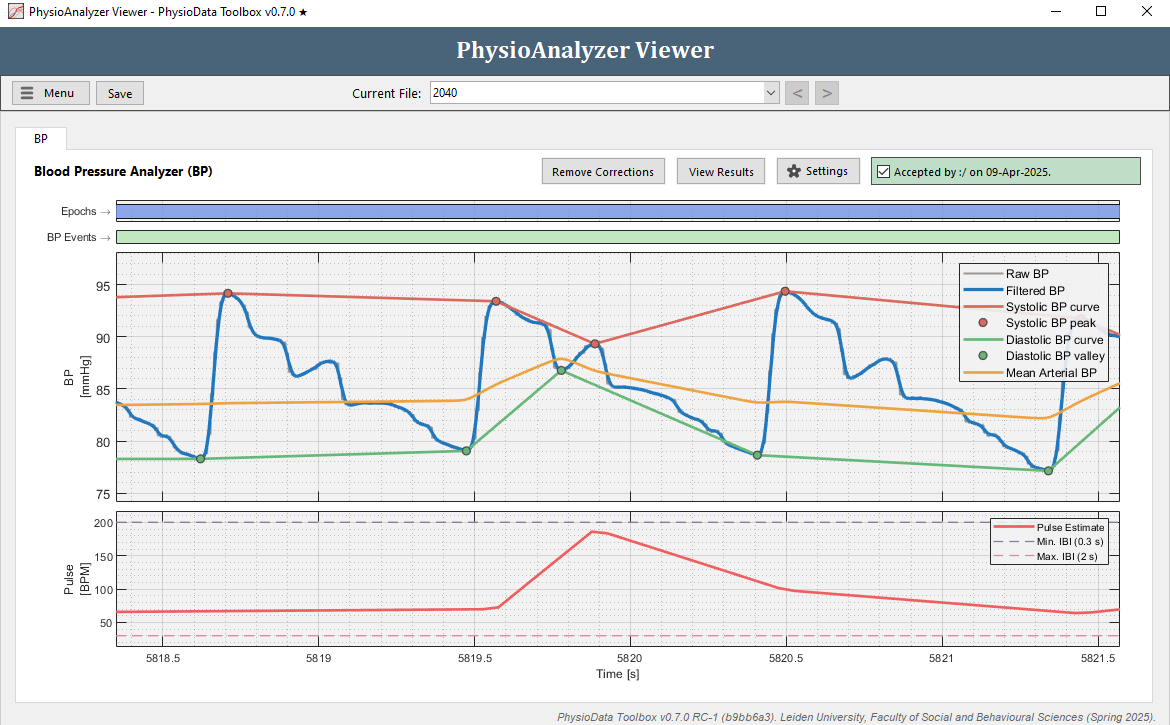 PhysioAnalyzer Viewer - PhysioData Toolbox v0.7.0 ★
PhysioAnalyzer Viewer
Menu
Save
Current File:
2040
<
>
BP
Blood Pressure Analyzer (BP)
Remove Corrections
View Results
Settings
Accepted by :/ on 09-Apr-2025.
Epochs →
BP Events →
95
90
85
80
75
BP
[mmHg]
Raw BP
Filtered BP
Systolic BP curve
Systolic BP peak
Diastolic BP curve
Diastolic BP valley
Mean Arterial BP
200
150
100
50
Pulse
[BPM]
Pulse Estimate
Min. IBI (0.3 s)
Max. IBI (2 s)
5818.5
5819
5819.5
5820
5820.5
5821
5821.5
Time [s]
PhysioData Toolbox v0.7.0 RC-1 (b9bb6a3). Leiden University, Faculty of Social and Behavioural Sciences (Spring 2025).